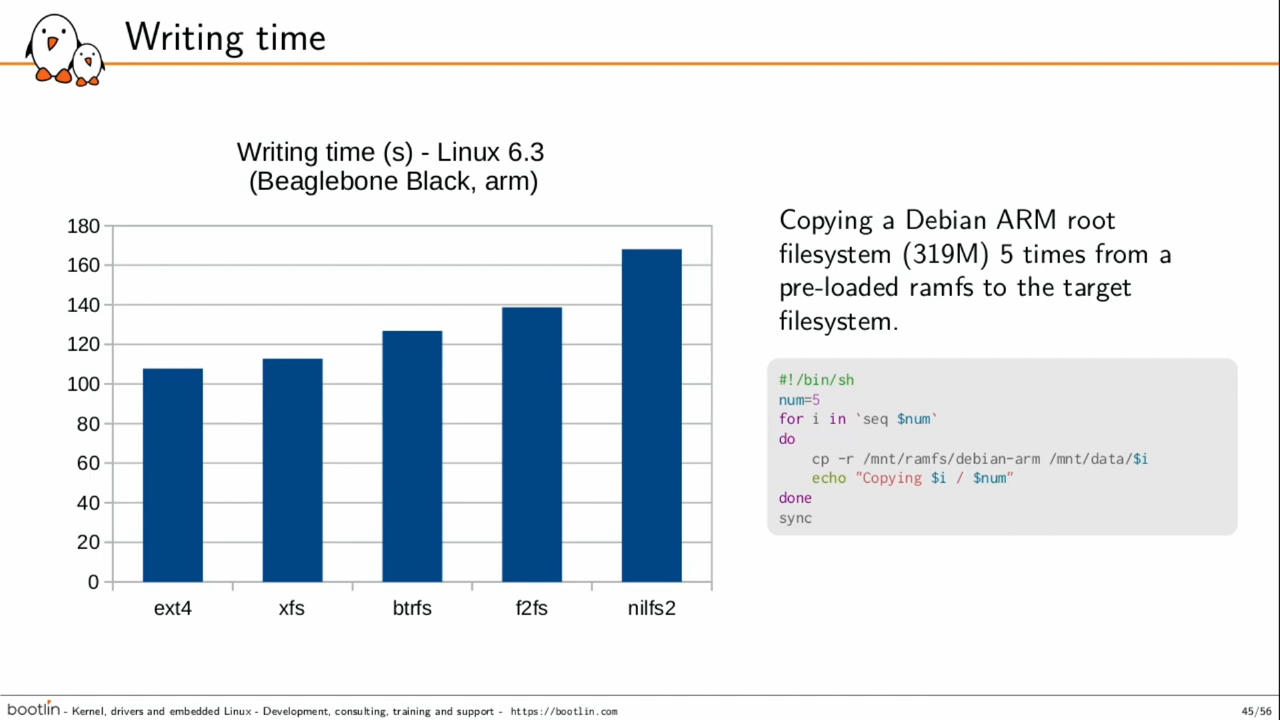 Writing time
Writing time (s) - Linux 6.3
(Beaglebone Black, arm)
180
160
140
120
100
80
60
40
20
0
ext4 xfs btrfs f2fs nilfs2
Copying a Debian ARM root
filesystem (319M) 5 times from a
pre-loaded ramfs to the target
filesystem.
#!/bin/sh
num=5
for i in `seq $num`
do
    cp -r /mnt/ramfs/debian-arm /mnt/data/$i
    echo "Copying $i / $num"
done
sync
bootlin - Kernel, drivers and embedded Linux - Development, consulting, training and support - https://bootlin.com
45/56